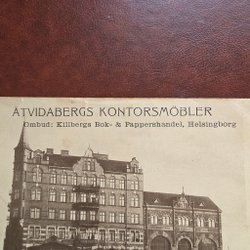 ÅTVIDABERGS KONTORSMÖBLER
Ombud: Killbergs Bok- & Pappershandel, Helsingborg